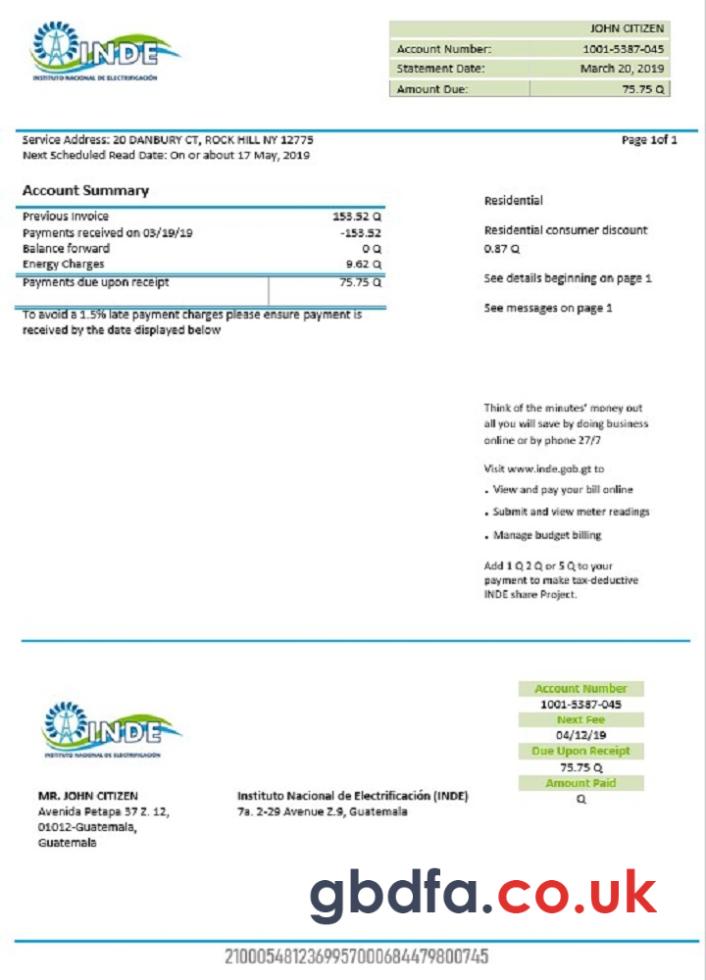 INDE
INSTITUTO NACIONAL DE ELECTRIFICACIÓN
JOHN CITIZEN
Account Number: 1001-5387-045
Statement Date: March 20, 2019
Amount Due: 75.75 Q
Service Address: 20 DANBURY CT, ROCK HILL NY 12775
Page 1of 1
Next Scheduled Read Date: On or about 17 May, 2019
Account Summary
Previous Invoice 153.52 Q
Payments received on 03/19/19 -153.52
Balance forward 0 Q
Energy Charges 9.62 Q
Payments due upon receipt 75.75 Q
To avoid a 1.5% late payment charges please ensure payment is
received by the date displayed below
Residential
Residential consumer discount
0.87 Q
See details beginning on page 1
See messages on page 1
Think of the minutes' money out
all you will save by doing business
online or by phone 27/7
Visit www.inde.gob.gt to
• View and pay your bill online
• Submit and view meter readings
• Manage budget billing
Add 1 Q 2 Q or 5 Q to your
payment to make tax-deductive
INDE share Project.
INDE
INSTITUTO NACIONAL DE ELECTRIFICACIÓN
Account Number
1001-5387-045
Next Fee
04/12/19
Due Upon Receipt
75.75 Q
Amount Paid
Q
MR. JOHN CITIZEN
Avenida Petapa 37 Z. 12,
01012-Guatemala,
Guatemala
Instituto Nacional de Electrificación (INDE)
7a. 2-29 Avenue Z.9, Guatemala
gbdfa.co.uk
2100054812369957000684479800745